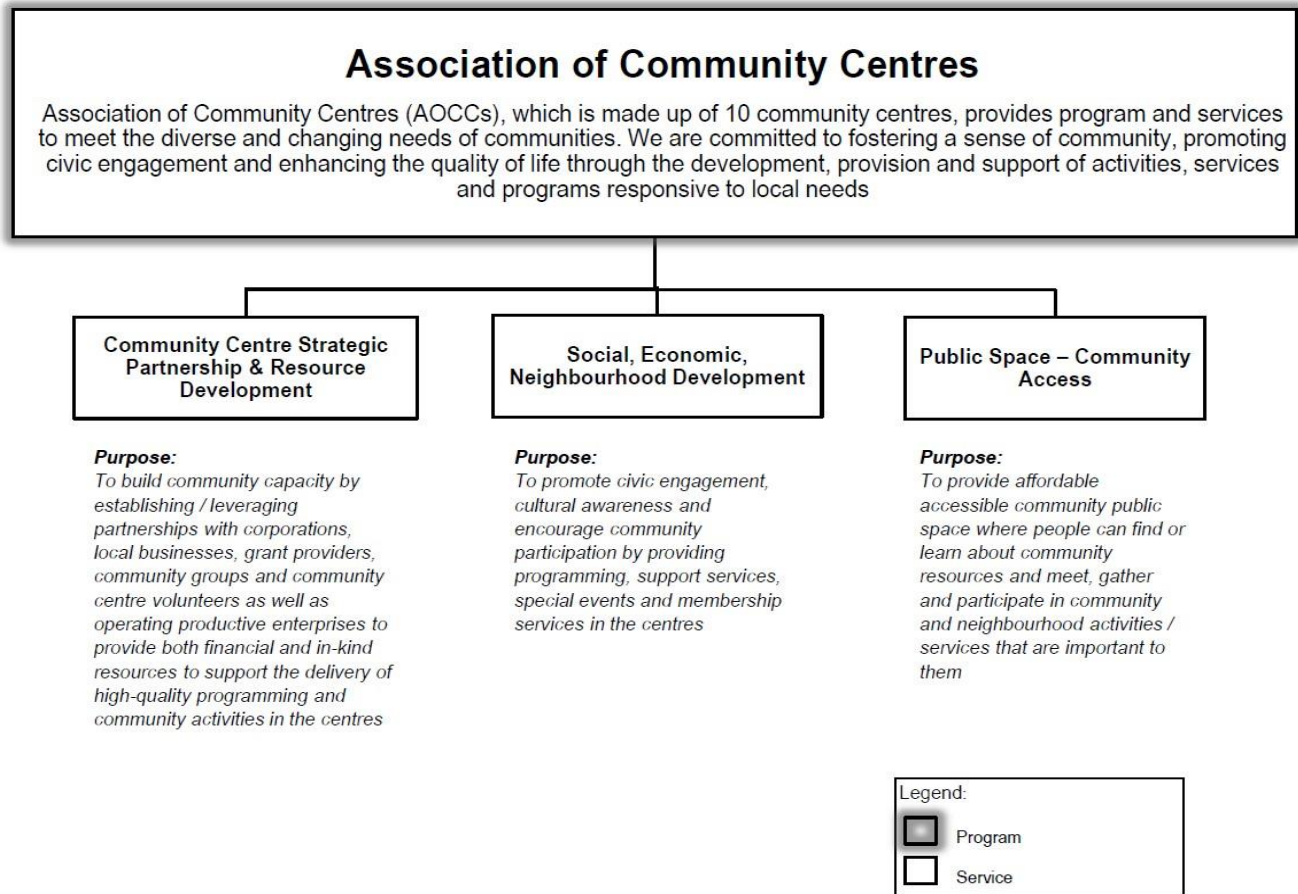 Association of Community Centres
Association of Community Centres (AOCCs), which is made up of 10 community centres, provides program and services
to meet the diverse and changing needs of communities. We are committed to fostering a sense of community, promoting
civic engagement and enhancing the quality of life through the development, provision and support of activities, services
and programs responsive to local needs
Community Centre Strategic
Partnership & Resource
Development
Purpose:
To build community capacity by
establishing / leveraging
partnerships with corporations,
local businesses, grant providers,
community groups and community
centre volunteers as well as
operating productive enterprises to
provide both financial and in-kind
resources to support the delivery of
high-quality programming and
community activities in the centres
Social, Economic,
Neighbourhood Development
Purpose:
To promote civic engagement,
cultural awareness and
encourage community
participation by providing
programming, support services,
special events and membership
services in the centres
Public Space – Community
Access
Purpose:
To provide affordable
accessible community public
space where people can find or
learn about community
resources and meet, gather
and participate in community
and neighbourhood activities /
services that are important to
them
Legend:
Program
Service